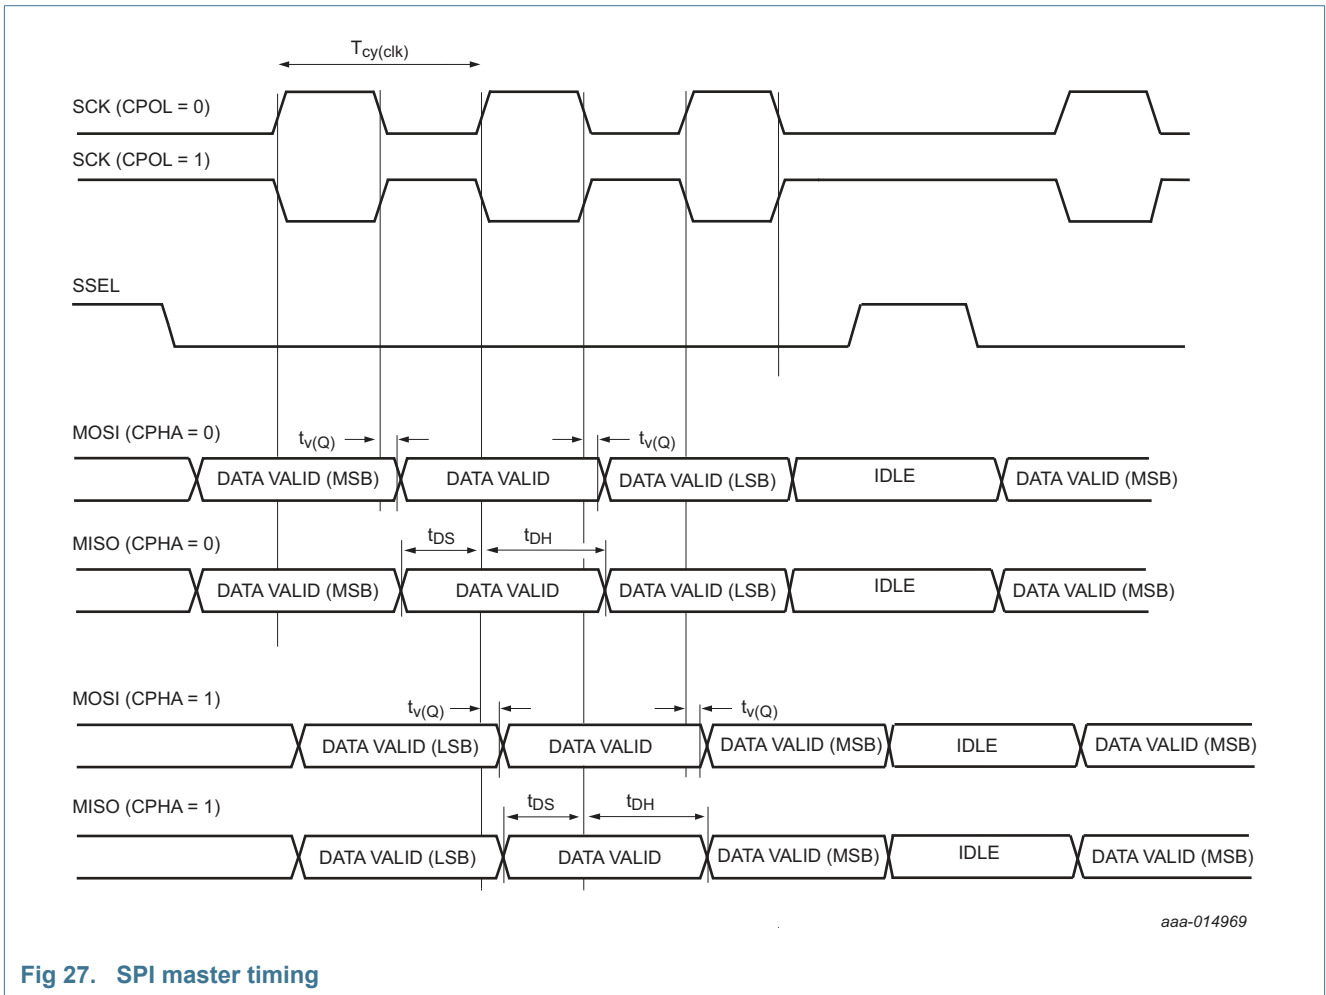 Tcy(clk)
SCK (CPOL = 0)
SCK (CPOL = 1)
SSEL
MOSI (CPHA = 0)
tv(Q) tv(Q)
DATA VALID (MSB) DATA VALID DATA VALID (LSB) IDLE DATA VALID (MSB)
MISO (CPHA = 0)
tDS tDH
DATA VALID (MSB) DATA VALID DATA VALID (LSB) IDLE DATA VALID (MSB)
MOSI (CPHA = 1)
tv(Q) tv(Q)
DATA VALID (LSB) DATA VALID DATA VALID (MSB) IDLE DATA VALID (MSB)
MISO (CPHA = 1)
tDS tDH
DATA VALID (LSB) DATA VALID DATA VALID (MSB) IDLE DATA VALID (MSB)
aaa-014969
Fig 27. SPI master timing